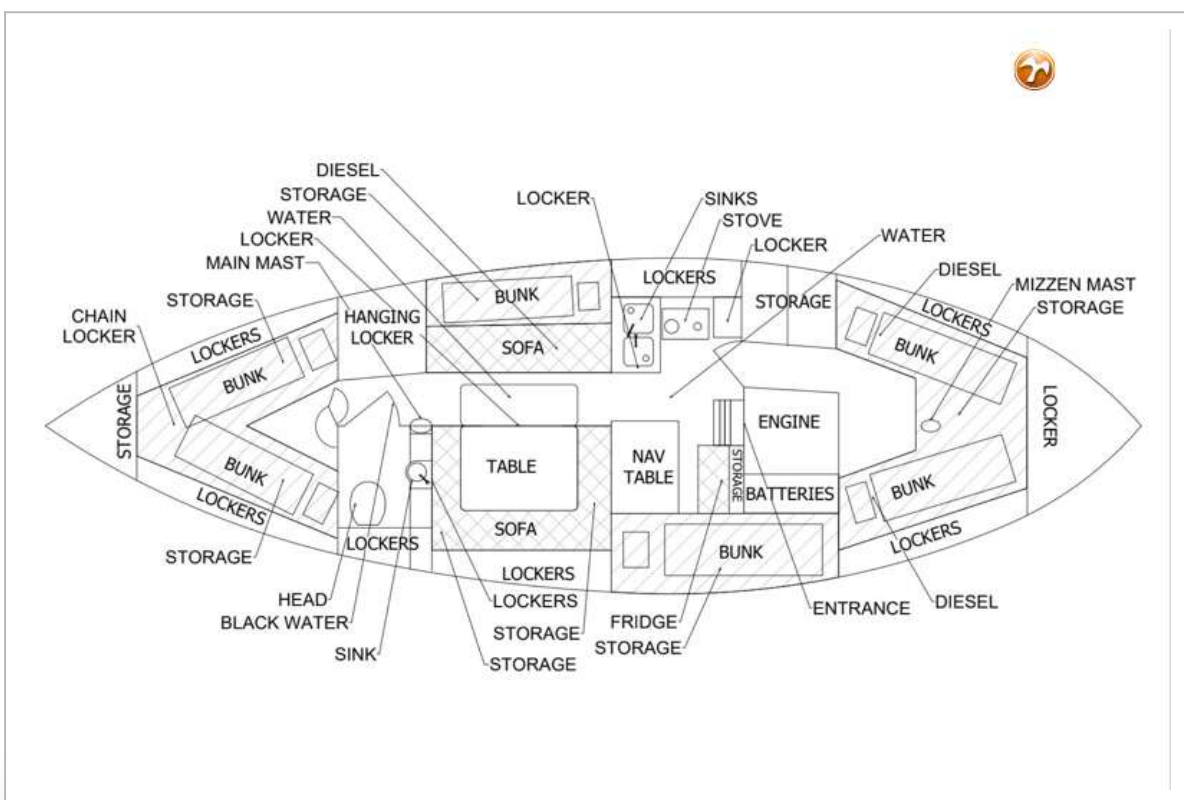 DIESEL
STORAGE
WATER
LOCKER
MAIN MAST
STORAGE
CHAIN
LOCKER
LOCKER
SINKS
STOVE
LOCKER
WATER
DIESEL
MIZZEN MAST
STORAGE
LOCKERS
BUNK
HANGING
LOCKER
BUNK
SOFA
LOCKERS
STORAGE
LOCKERS
BUNK
STORAGE
BUNK
LOCKERS
TABLE
SOFA
LOCKERS
LOCKERS
NAV
TABLE
STORAGE
ENGINE
BATTERIES
BUNK
BUNK
LOCKERS
LOCKER
STORAGE
HEAD
BLACK WATER
SINK
LOCKERS
STORAGE
STORAGE
FRIDGE
STORAGE
ENTRANCE
DIESEL